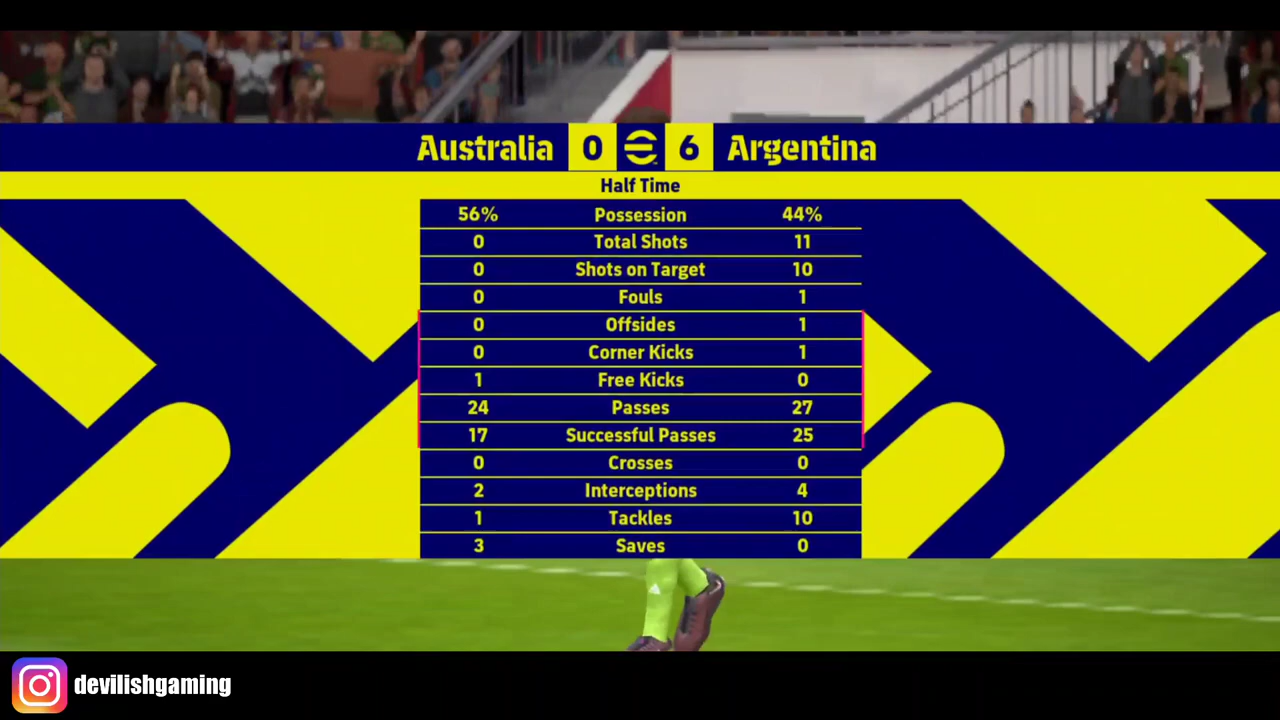 Australia 0 6 Argentina
Half Time
56% Possession 44%
0 Total Shots 11
0 Shots on Target 10
0 Fouls 1
0 Offsides 1
0 Corner Kicks 1
1 Free Kicks 0
24 Passes 27
17 Successful Passes 25
0 Crosses 0
2 Interceptions 4
1 Tackles 10
3 Saves 0
devilishgaming